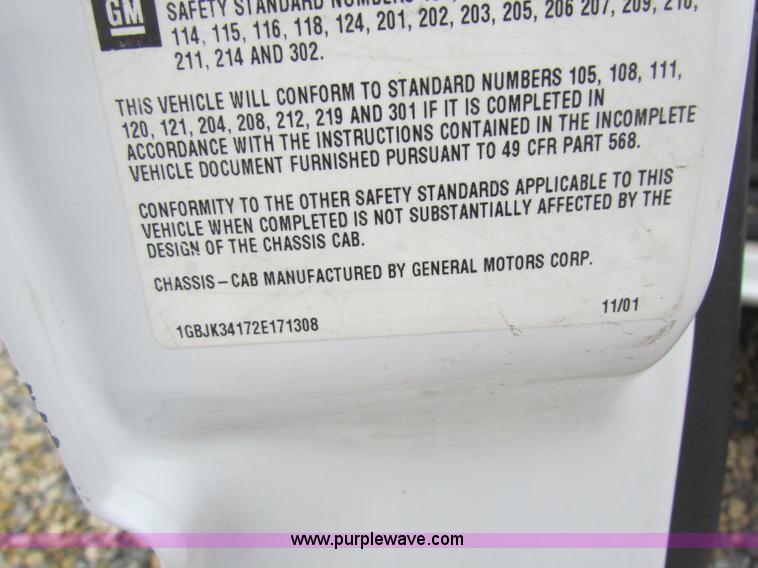 GM
SAFETY STANDARD NUMBERS
114, 115, 116, 118, 124, 201, 202, 203, 205, 206 207, 209, 210,
211, 214 AND 302.
THIS VEHICLE WILL CONFORM TO STANDARD NUMBERS 105, 108, 111,
120, 121, 204, 208, 212, 219 AND 301 IF IT IS COMPLETED IN
ACCORDANCE WITH THE INSTRUCTIONS CONTAINED IN THE INCOMPLETE
VEHICLE DOCUMENT FURNISHED PURSUANT TO 49 CFR PART 568.
CONFORMITY TO THE OTHER SAFETY STANDARDS APPLICABLE TO THIS
VEHICLE WHEN COMPLETED IS NOT SUBSTANTIALLY AFFECTED BY THE
DESIGN OF THE CHASSIS CAB.
CHASSIS-CAB MANUFACTURED BY GENERAL MOTORS CORP.
1GBJK34172E171308 11/01
www.purplewave.com